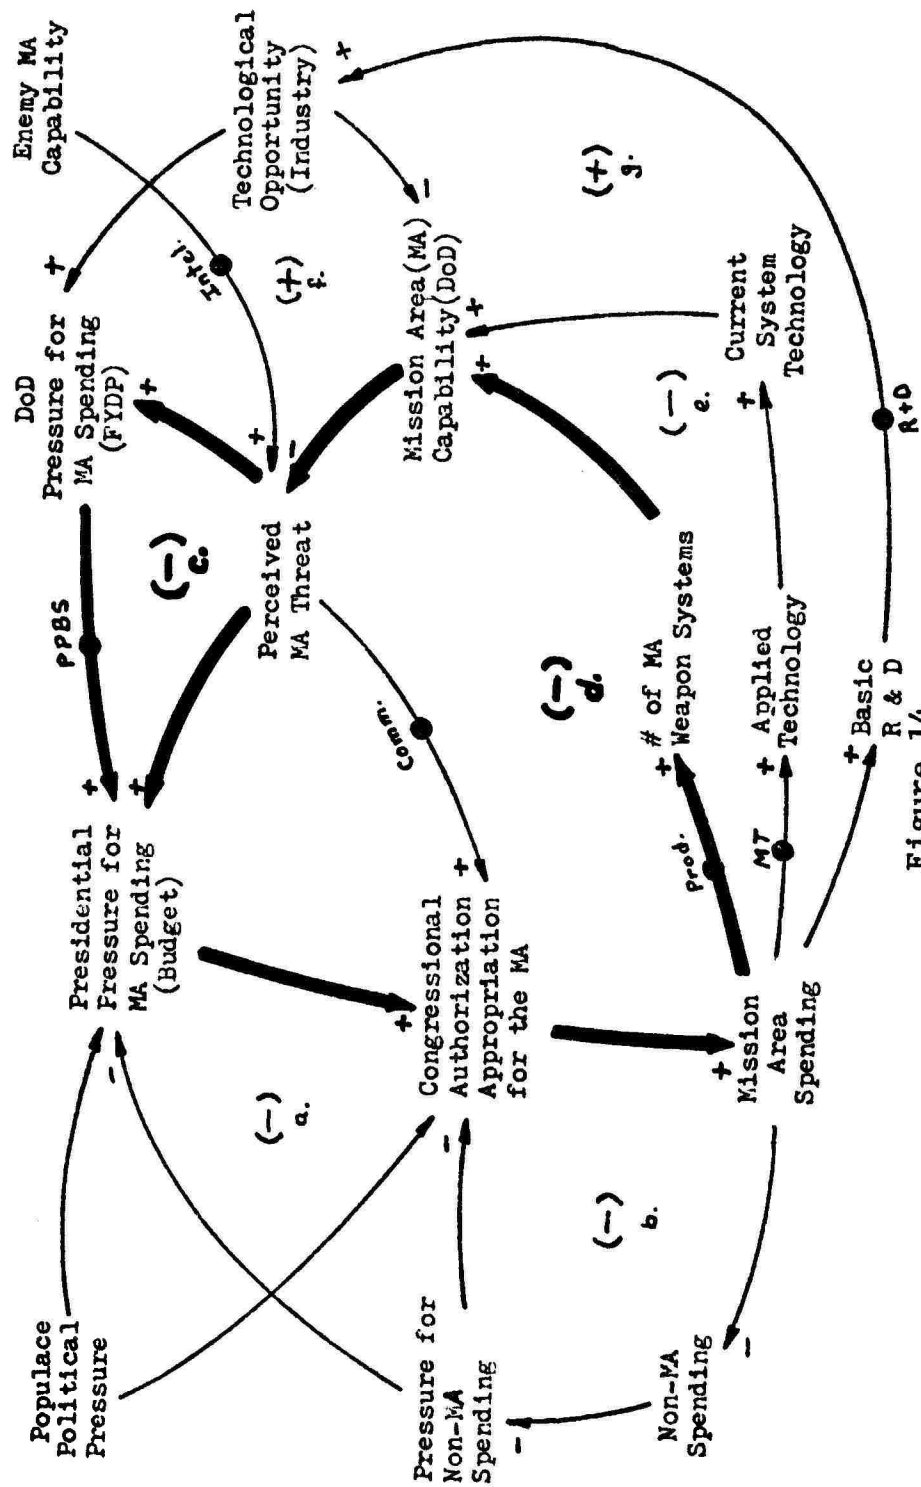 Populace
Political
Pressure
Presidential
Pressure for
MA Spending
(Budget)
+
+
-
PPBS
DoD
Pressure for
MA Spending
(FYDP)
+
+
Enemy MA
Capability
Intel.
Technological
Opportunity
(Industry)
+
(+)
f.
(-)
c.
Perceived
MA Threat
+
-
(-)
a.
Comm.
Pressure for
Non-MA
Spending
-
Congressional
Authorization
Appropriation
for the MA
+
+
-
Mission Area(MA)
Capability(DoD)
-
+
+
(+)
g.
(-)
b.
(-)
d.
(-)
e.
Non-MA
Spending
-
Mission
Area
Spending
+
Prod.
# of MA
Weapon Systems
+
MT
Applied
Technology
+
Current
System
Technology
+
Basic
R & D
+
R+D
Figure 14